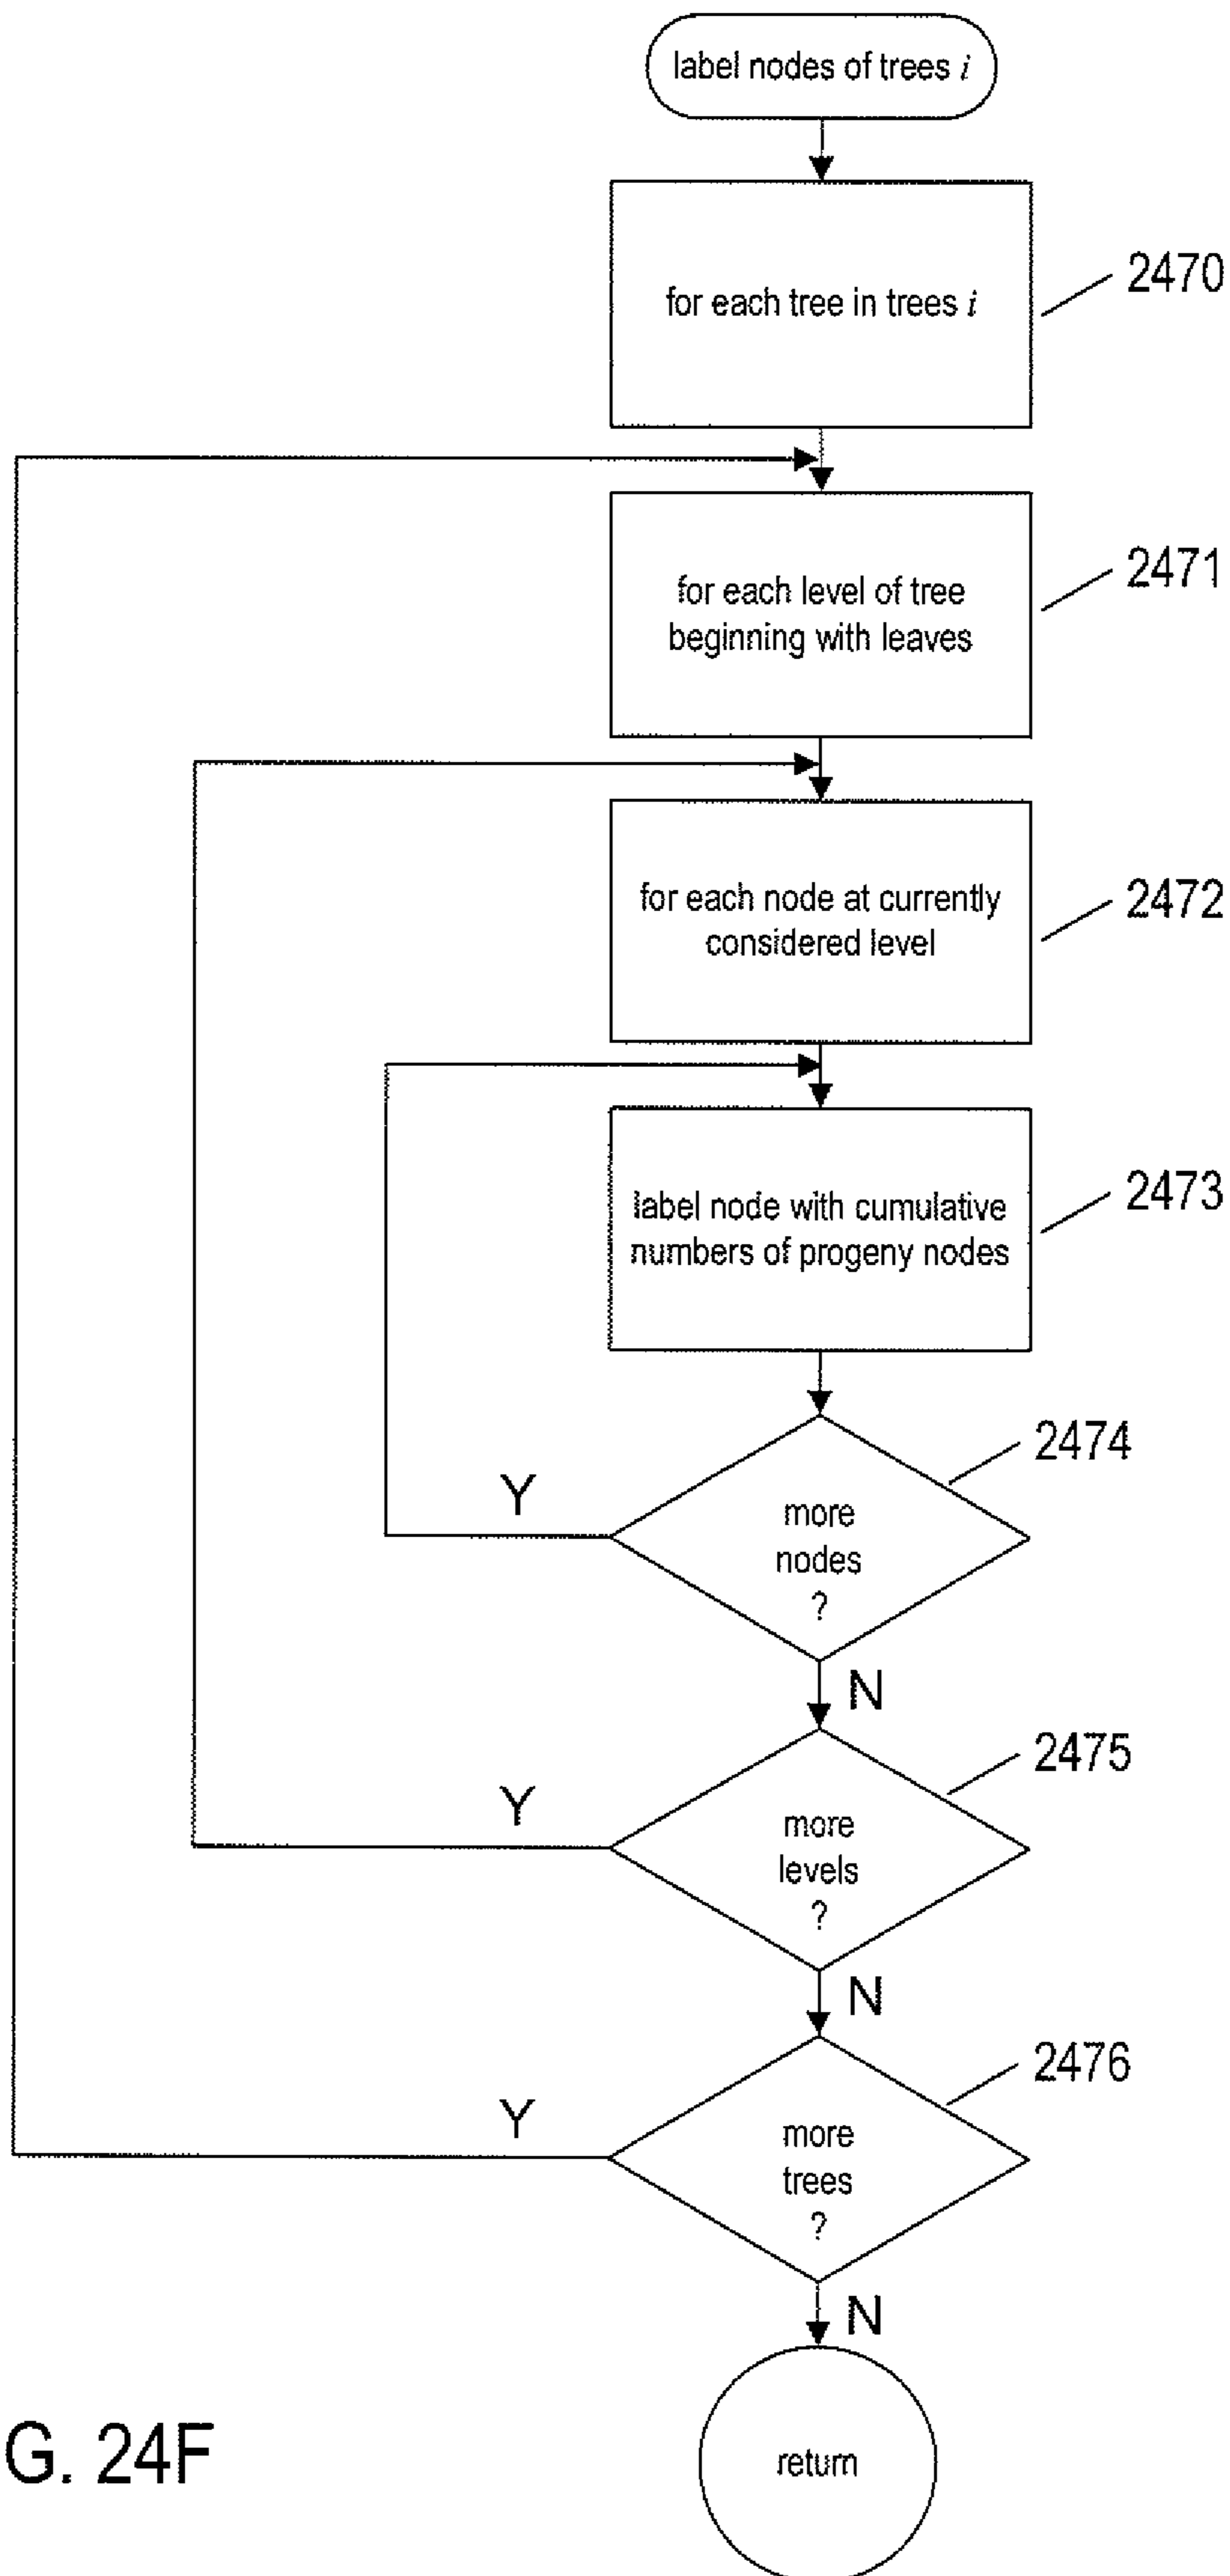 label nodes of trees i
for each tree in trees i
2470
for each level of tree
beginning with leaves
2471
for each node at currently
considered level
2472
label node with cumulative
numbers of progeny nodes
2473
2474
Y
more
nodes
?
N
2475
Y
more
levels
?
N
2476
Y
more
trees
?
N
return
G. 24F